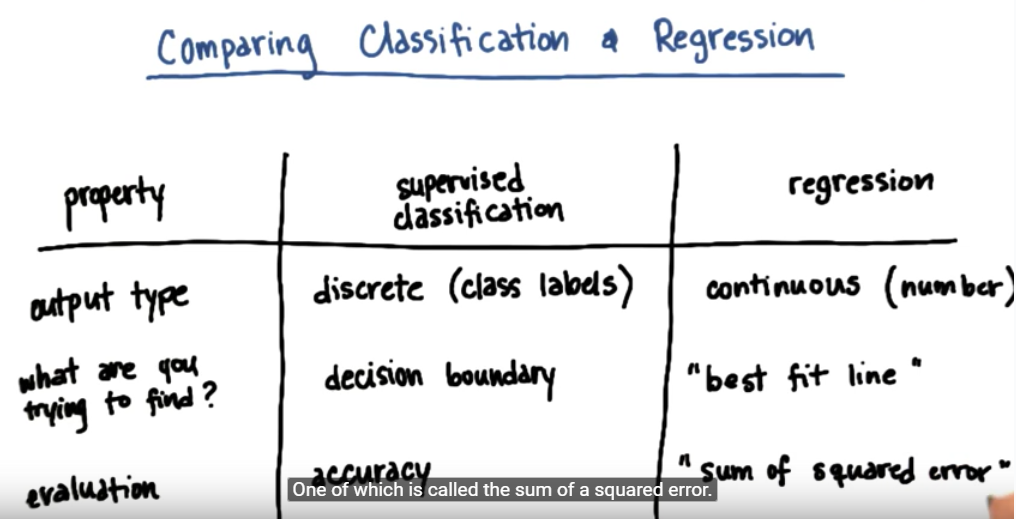 Comparing Classification & Regression
property
supervised
classification
regression
output type
discrete (class labels)
continuous (number)
what are you
trying to find?
decision boundary
"best fit line"
evaluation
accuracy
"sum of squared error"
One of which is called the sum of a squared error.